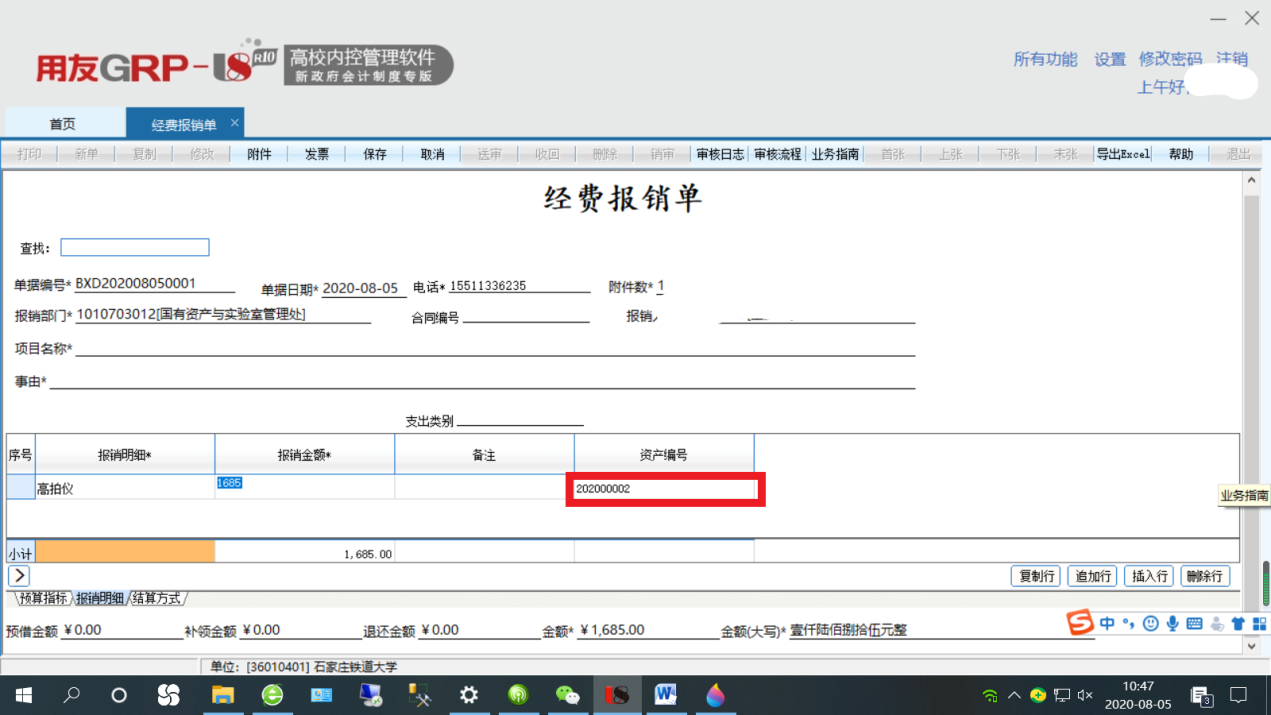 用友GRP-U8 R10 高校内控管理软件
新政府会计制度专版
所有功能 设置 修改密码 注销
上午好
首页 经费报销单 ×
打印 新单 复制 修改 附件 发票 保存 取消 送审 收回 删除 销审 审核日志 审核流程 业务指南 首张 上张 下张 末张 导出Excel 帮助 退出
经费报销单
查找:
单据编号* BXD202008050001 单据日期* 2020-08-05 电话* 15511336235 附件数* 1
报销部门* 1010703012[国有资产与实验室管理处] 合同编号 报销
项目名称*
事由*
支出类别
序号 报销明细* 报销金额* 备注 资产编号
高拍仪 1685 202000002
业务指南
小计 1,685.00
复制行 追加行 插入行 删除行
预算指标 报销明细 结算方式
预借金额 ¥0.00 补领金额 ¥0.00 退还金额 ¥0.00 金额* ¥1,685.00 金额(大写)* 壹仟陆佰捌拾伍元整
中
单位: [36010401] 石家庄铁道大学
10:47
2020-08-05
3